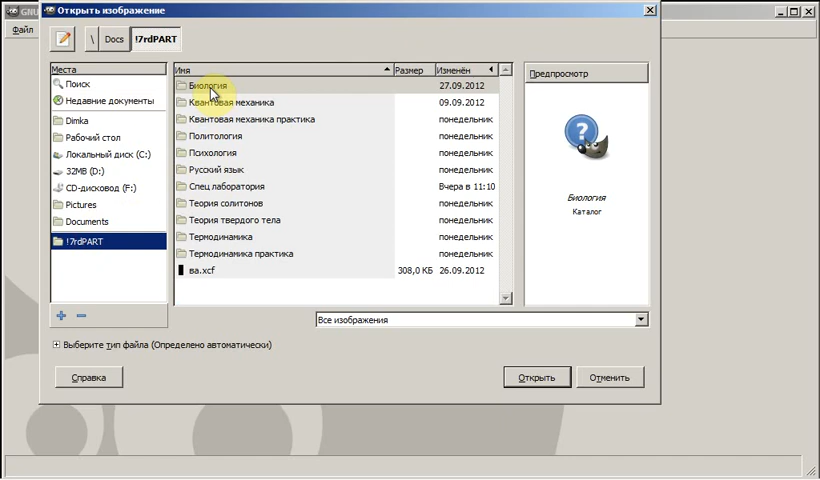 GNU
Открыть изображение
Файл
\ Docs !7rdPART
Места
Поиск
Недавние документы
Dimka
Рабочий стол
Локальный диск (C:)
32MB (D:)
CD-дисковод (F:)
Pictures
Documents
!7rdPART
Имя Размер Изменён
Биология 27.09.2012
Квантовая механика 09.09.2012
Квантовая механика практика понедельник
Политология понедельник
Психология понедельник
Русский язык понедельник
Спец лаборатория Вчера в 11:10
Теория солитонов понедельник
Теория твердого тела понедельник
Термодинамика понедельник
Термодинамика практика понедельник
ва.xcf 308,0 КБ 26.09.2012
Предпросмотр
Биология
Каталог
Все изображения
Выберите тип файла (Определено автоматически)
Справка
Открыть
Отменить